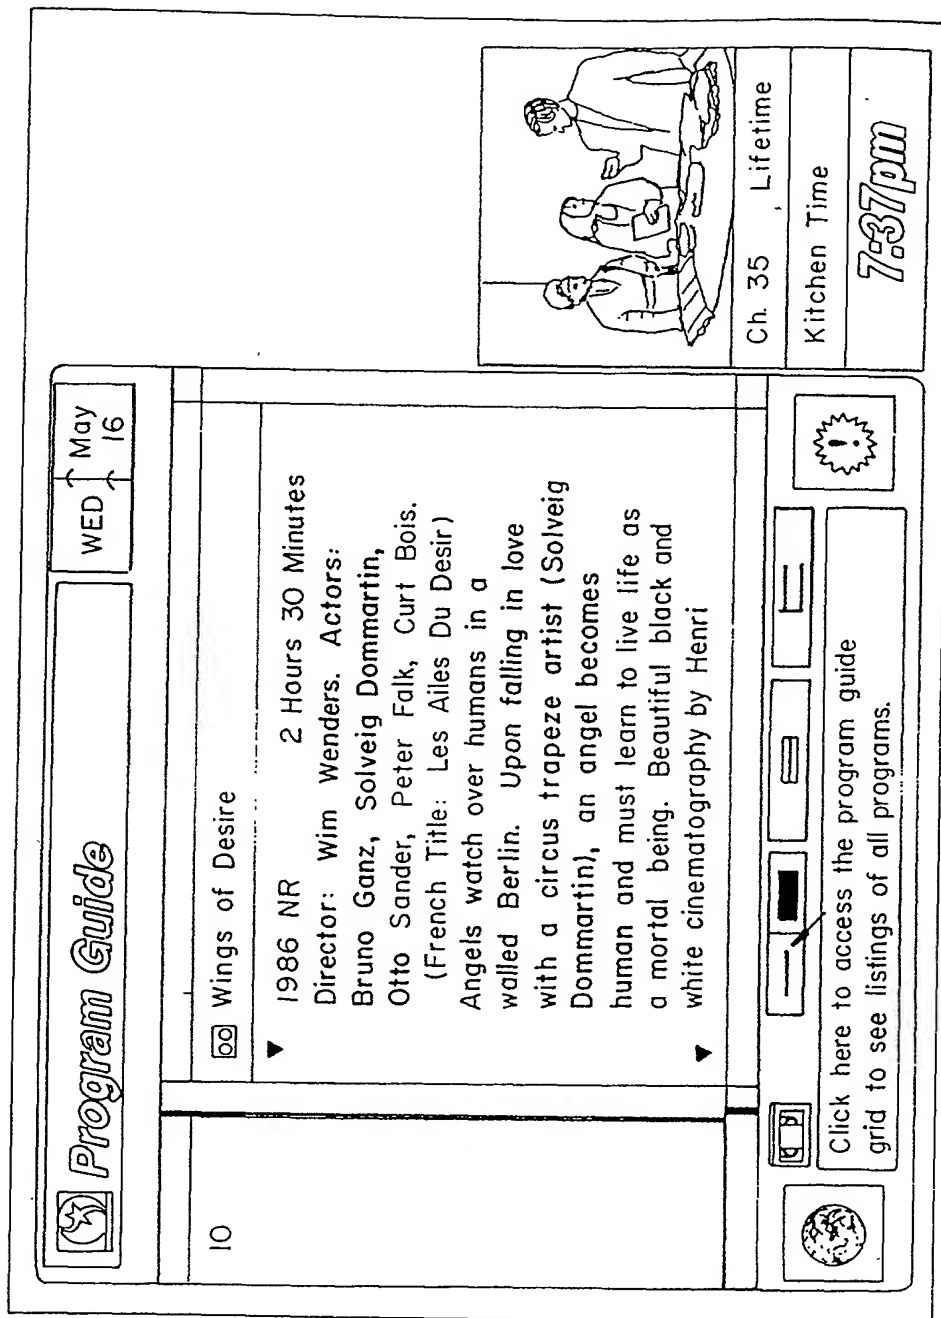 Program Guide
WED May
16
10
Wings of Desire
1986 NR 2 Hours 30 Minutes
Director: Wim Wenders. Actors:
Bruno Ganz, Solveig Dommartin,
Otto Sander, Peter Falk, Curt Bois.
(French Title: Les Ailes Du Desir)
Angels watch over humans in a
walled Berlin. Upon falling in love
with a circus trapeze artist (Solveig
Dommartin), an angel becomes
human and must learn to live life as
a mortal being. Beautiful black and
white cinematography by Henri
!
Click here to access the program guide
grid to see listings of all programs.
Ch. 35 Lifetime
Kitchen Time
7:37pm